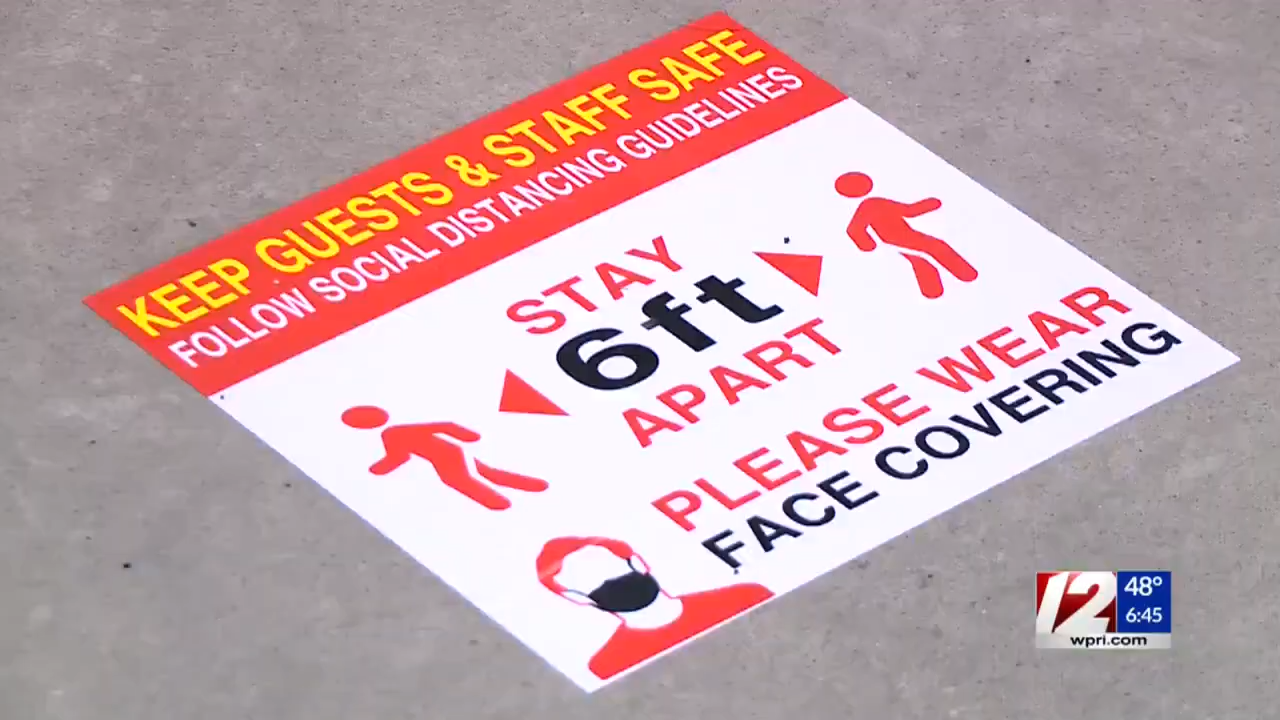 KEEP GUESTS & STAFF SAFE
FOLLOW SOCIAL DISTANCING GUIDELINES
STAY
6ft
APART
PLEASE WEAR
FACE COVERING
12
48°
6:45
wpri.com